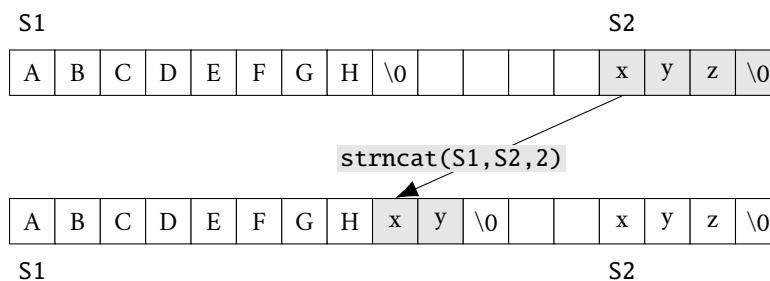 S1 S2
A B C D E F G H \0 x y z \0
strncat(S1,S2,2)
A B C D E F G H x y \0 x y z \0
S1 S2